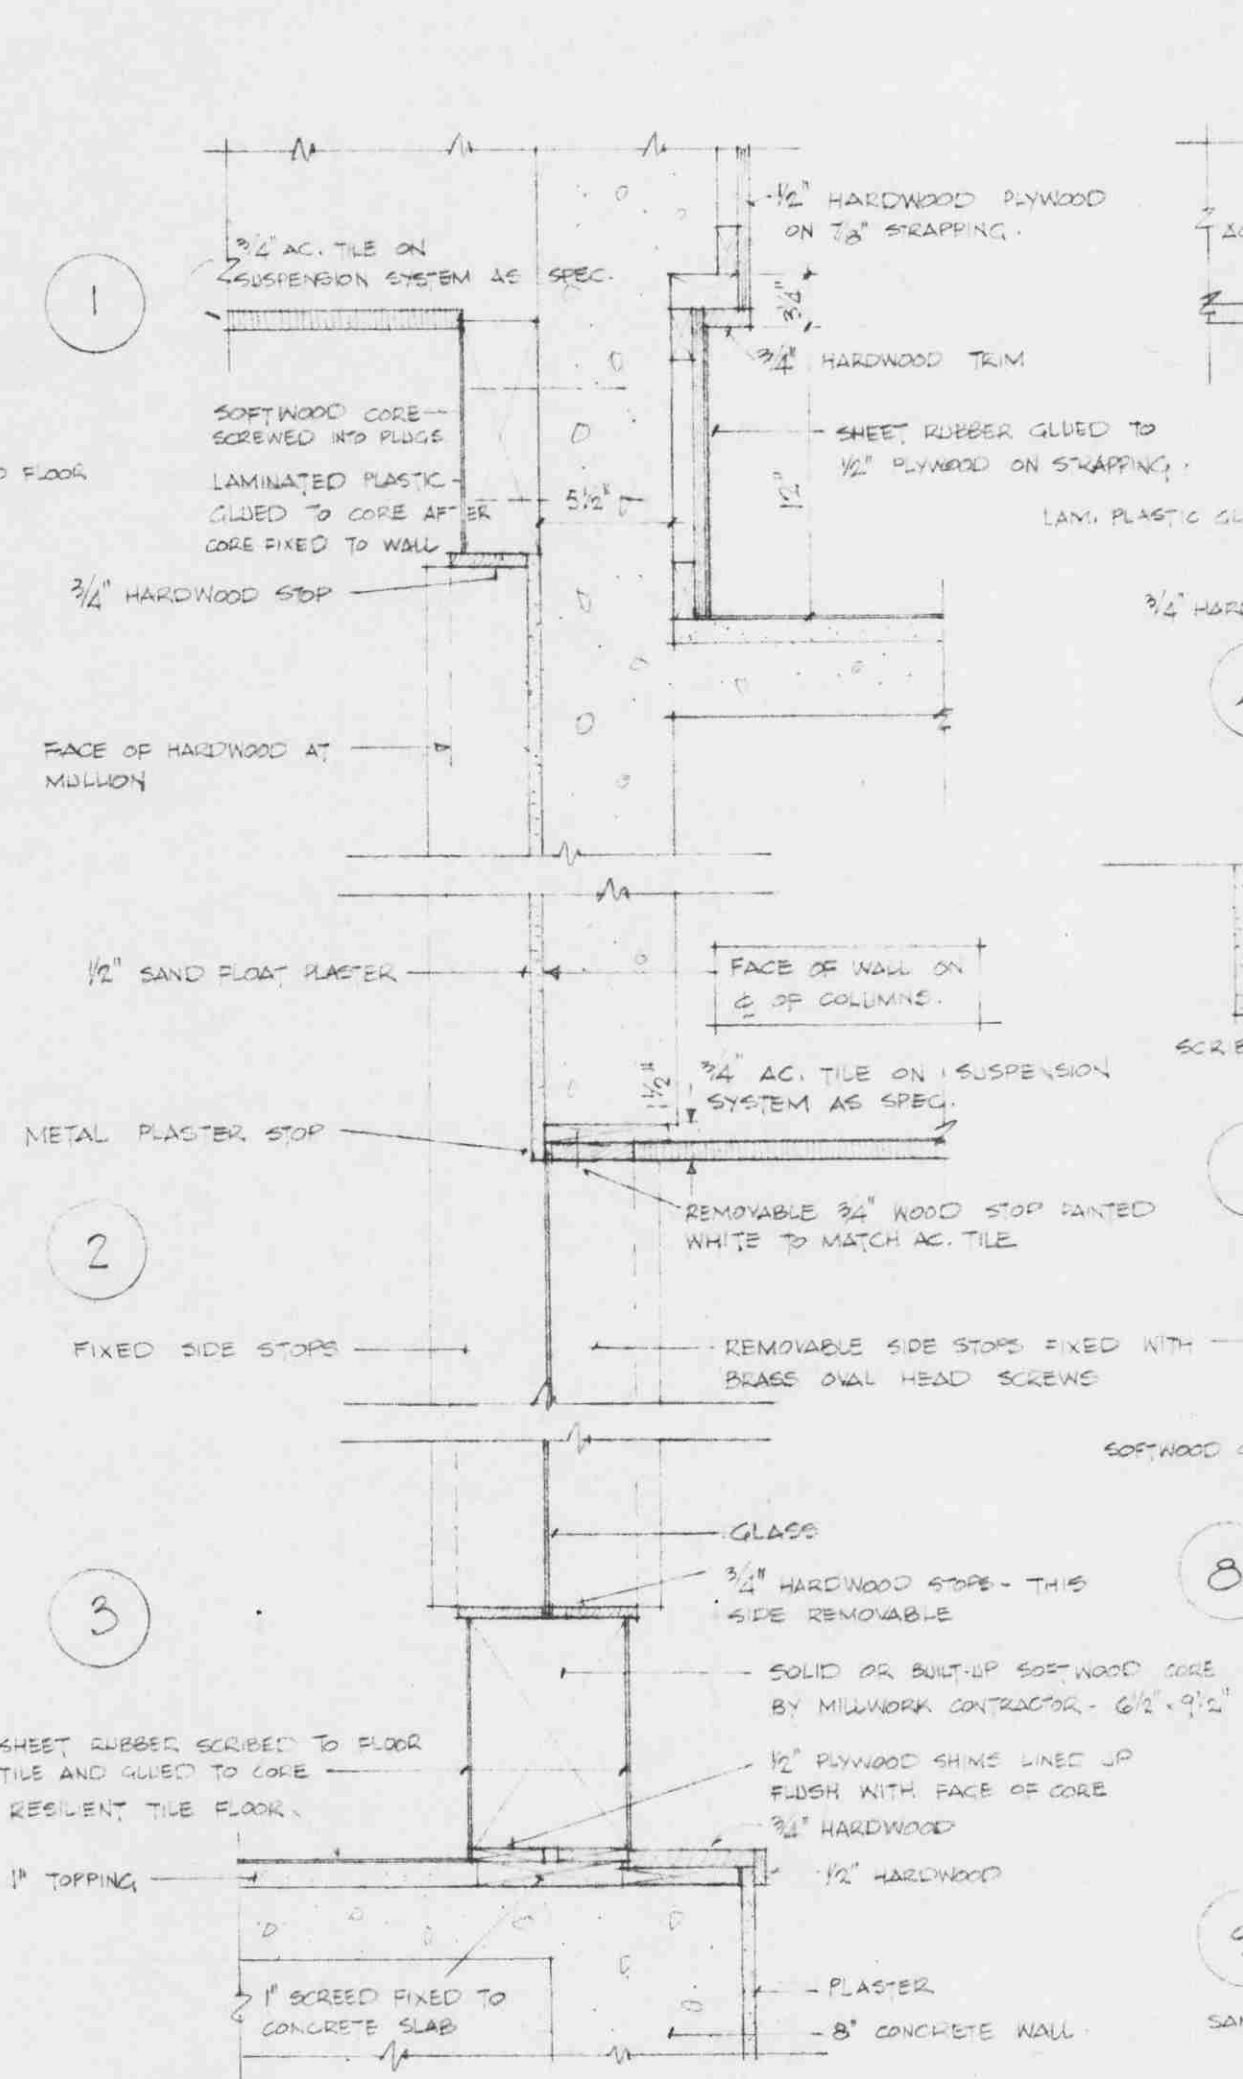 1/2" HARDWOOD PLYWOOD
ON 7/8" STRAPPING.
3/4" AC. TILE ON
SUSPENSION SYSTEM AS SPEC.
1
3/4"
3/4" HARDWOOD TRIM
SOFTWOOD CORE
SCREWED INTO PLUGS
SHEET RUBBER GLUED TO
1/2" PLYWOOD ON STRAPPING.
FLOOR
LAMINATED PLASTIC
GLUED TO CORE AFTER
CORE FIXED TO WALL
5 1/2"
12"
LAM. PLASTIC
3/4" HARDWOOD STOP
3/4"
FACE OF HARDWOOD AT
MULLION
1/2" SAND FLOAT PLASTER
FACE OF WALL ON
℄ OF COLUMNS.
1 1/2"
3/4" AC. TILE ON SUSPENSION
SYSTEM AS SPEC.
METAL PLASTER STOP
REMOVABLE 3/4" WOOD STOP PAINTED
WHITE TO MATCH AC. TILE
2
FIXED SIDE STOPS
REMOVABLE SIDE STOPS FIXED WITH
BRASS OVAL HEAD SCREWS
SOFTWOOD
GLASS
3/4" HARDWOOD STOPS - THIS
SIDE REMOVABLE
8
3
SOLID OR BUILT-UP SOFTWOOD CORE
BY MILLWORK CONTRACTOR - 6 1/2" x 9 1/2"
SHEET RUBBER SCRIBED TO FLOOR
TILE AND GLUED TO CORE
RESILIENT TILE FLOOR.
1/2" PLYWOOD SHIMS LINED UP
FLUSH WITH FACE OF CORE
3/4" HARDWOOD
1" TOPPING
1/2" HARDWOOD
1" SCREED FIXED TO
CONCRETE SLAB
PLASTER
8" CONCRETE WALL